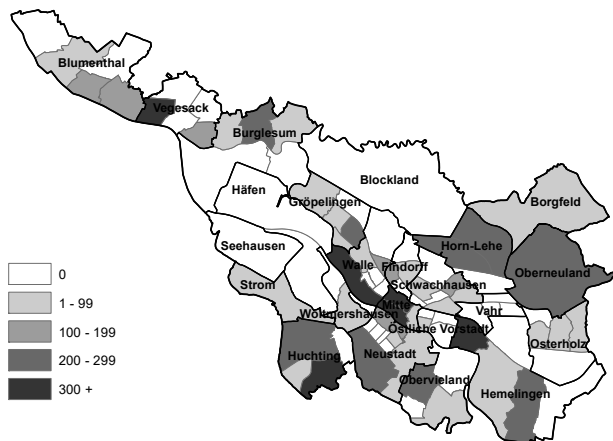 Blumenthal
Vegesack
Burglesum
Blockland
Häfen
Gröpelingen
Borgfeld
Seehausen
Horn-Lehe
Oberneuland
Walle
Findorff
Schwachhausen
Strom
Mitte
Vahr
Woltmershausen
Östliche Vorstadt
Osterholz
Huchting
Neustadt
Obervieland
Hemelingen
0
1 - 99
100 - 199
200 - 299
300 +